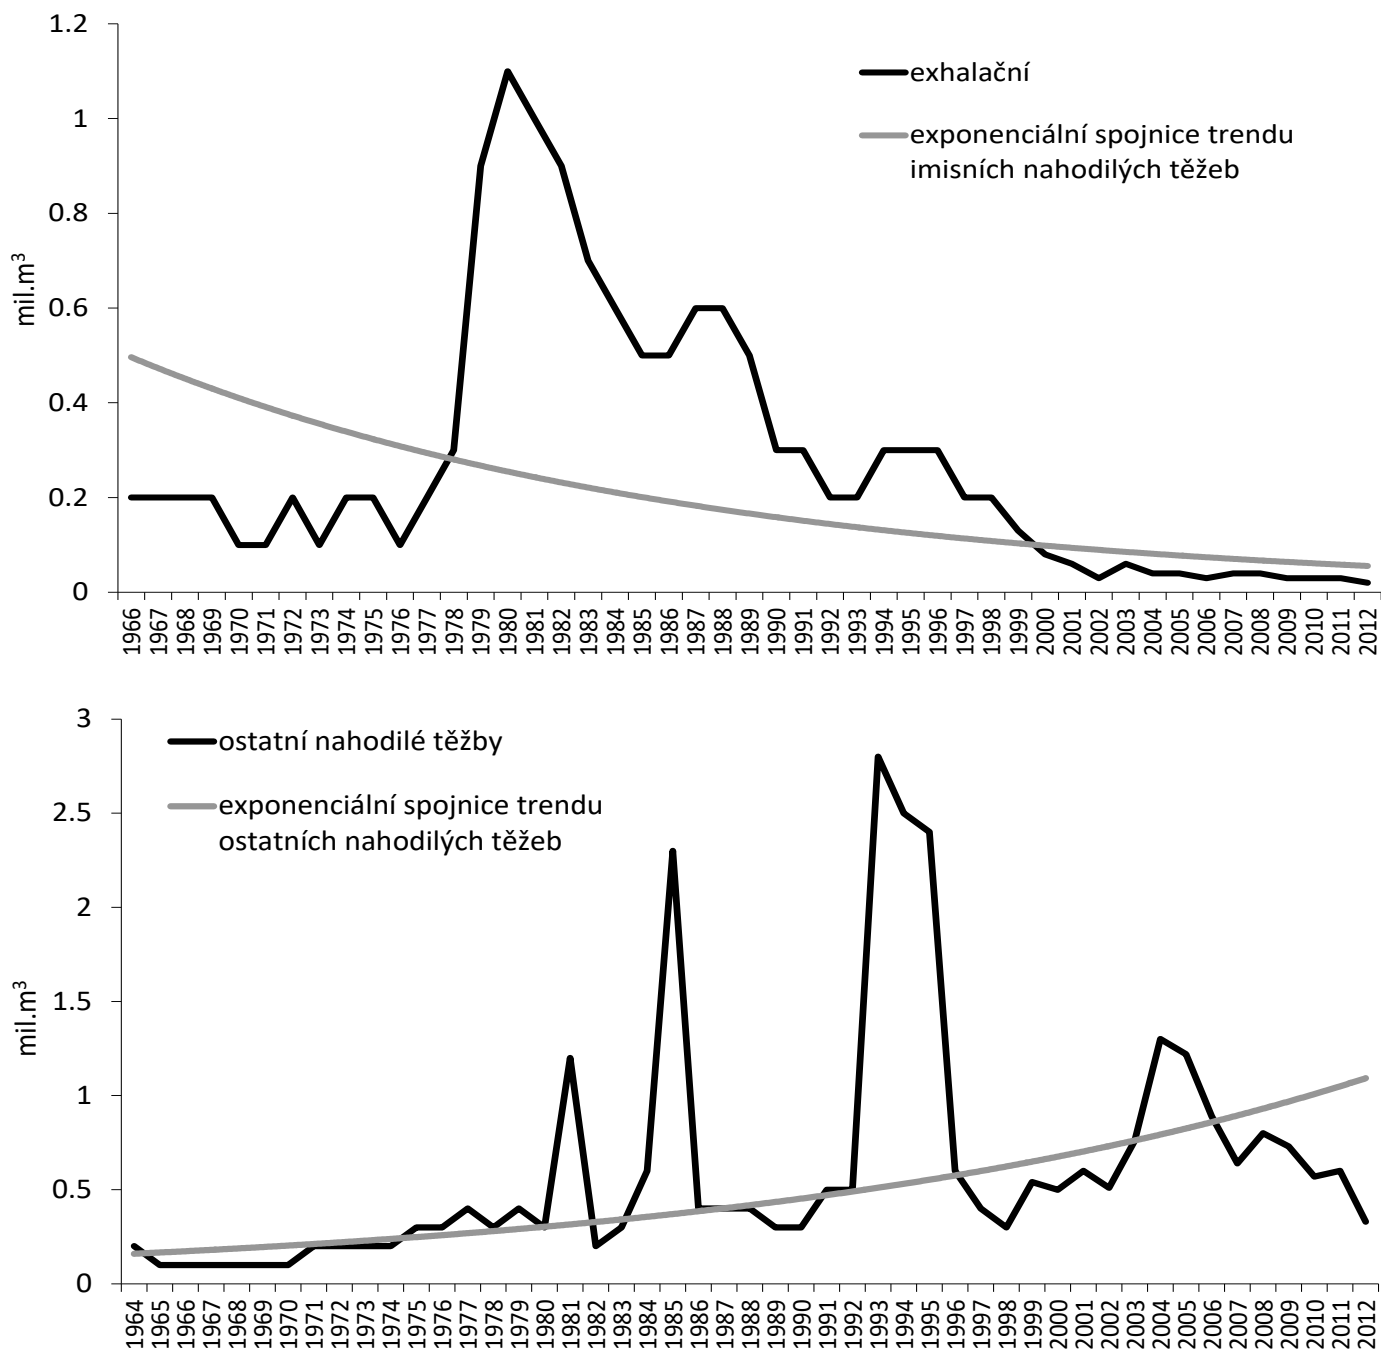 1.2
1
0.8
0.6
0.4
0.2
0
mil.m³
exhalační
exponenciální spojnice trendu
imisních nahodilých těžeb
1966 1967 1968 1969 1970 1971 1972 1973 1974 1975 1976 1977 1978 1979 1980 1981 1982 1983 1984 1985 1986 1987 1988 1989 1990 1991 1992 1993 1994 1995 1996 1997 1998 1999 2000 2001 2002 2003 2004 2005 2006 2007 2008 2009 2010 2011 2012
3
2.5
2
1.5
1
0.5
0
mil.m³
ostatní nahodilé těžby
exponenciální spojnice trendu
ostatních nahodilých těžeb
1964 1965 1966 1967 1968 1969 1970 1971 1972 1973 1974 1975 1976 1977 1978 1979 1980 1981 1982 1983 1984 1985 1986 1987 1988 1989 1990 1991 1992 1993 1994 1995 1996 1997 1998 1999 2000 2001 2002 2003 2004 2005 2006 2007 2008 2009 2010 2011 2012